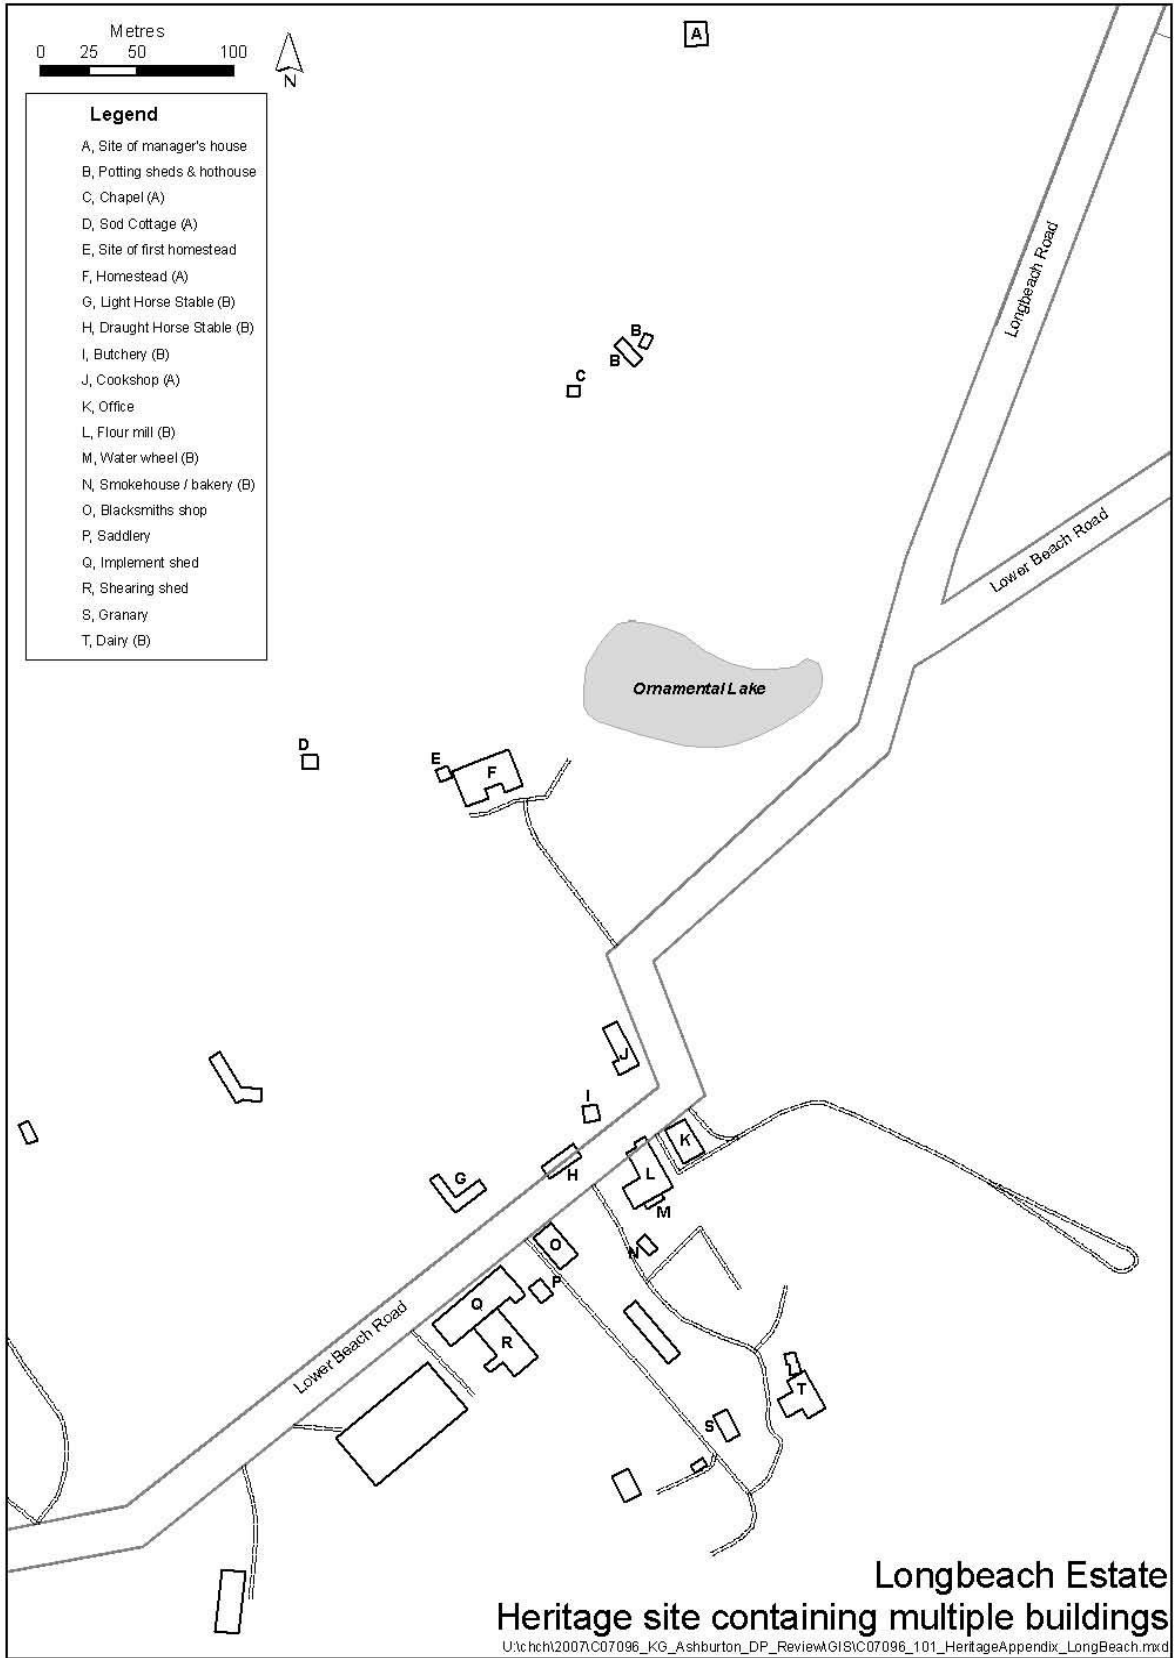 Metres
0 25 50 100
N
Legend
A, Site of manager's house
B, Potting sheds & hothouse
C, Chapel (A)
D, Sod Cottage (A)
E, Site of first homestead
F, Homestead (A)
G, Light Horse Stable (B)
H, Draught Horse Stable (B)
I, Butchery (B)
J, Cookshop (A)
K, Office
L, Flour mill (B)
M, Water wheel (B)
N, Smokehouse / bakery (B)
O, Blacksmiths shop
P, Saddlery
Q, Implement shed
R, Shearing shed
S, Granary
T, Dairy (B)
A
Longbeach Road
B
B
C
Lower Beach Road
Ornamental Lake
D
E
F
J
I
K
H
L
G
M
O
N
P
Q
R
Lower Beach Road
T
S
Longbeach Estate
Heritage site containing multiple buildings
U:\chch\2007\C07096_KG_Ashburton_DP_Review\GIS\C07096_101_HeritageAppendix_LongBeach.mxd